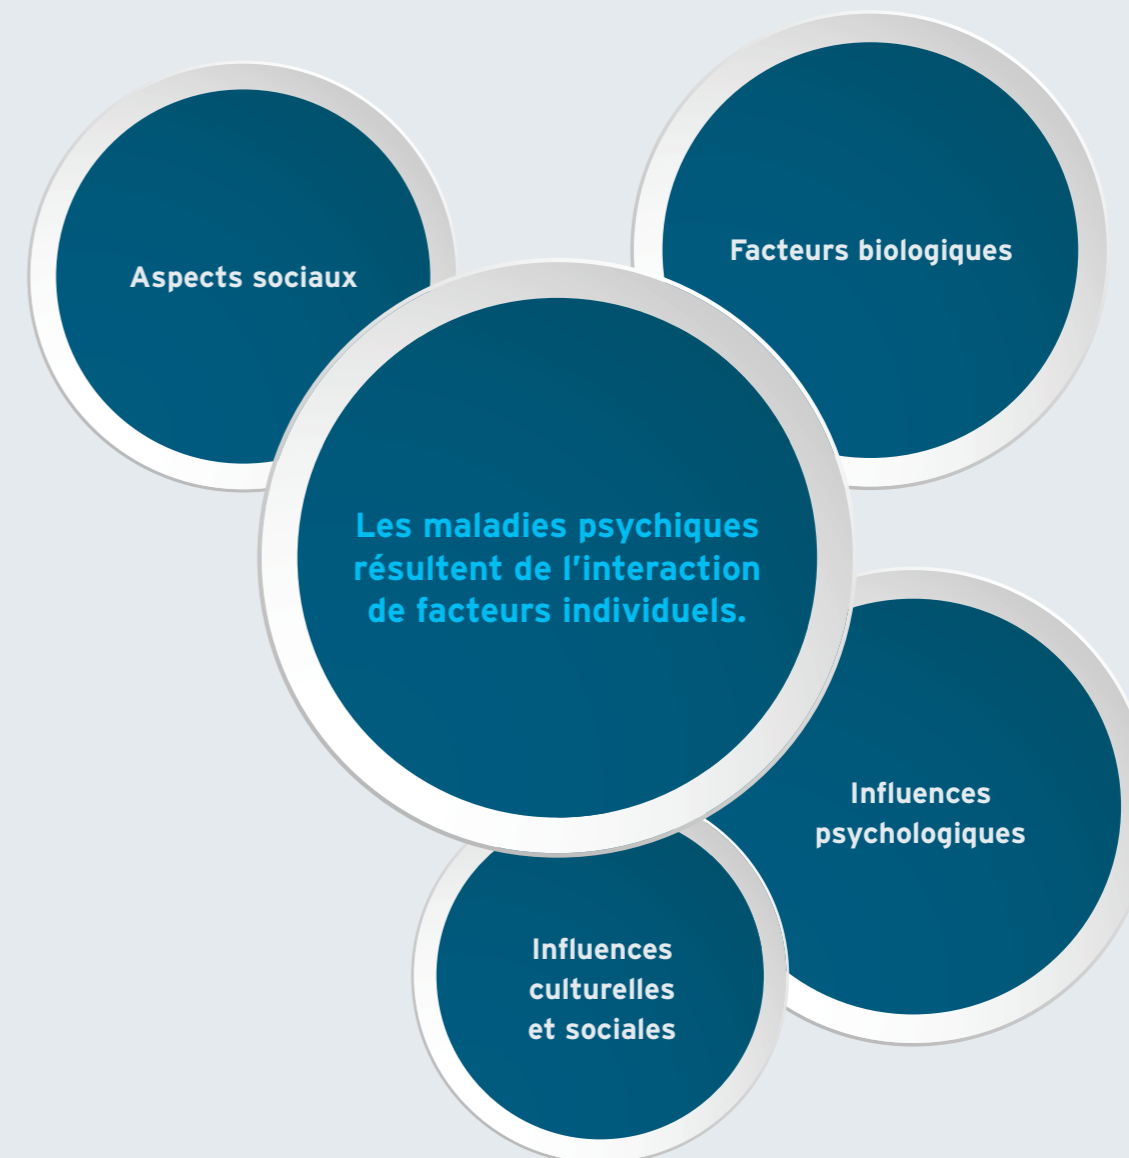 Facteurs biologiques
Aspects sociaux
Les maladies psychiques
résultent de l’interaction
de facteurs individuels.
Influences
psychologiques
Influences
culturelles
et sociales